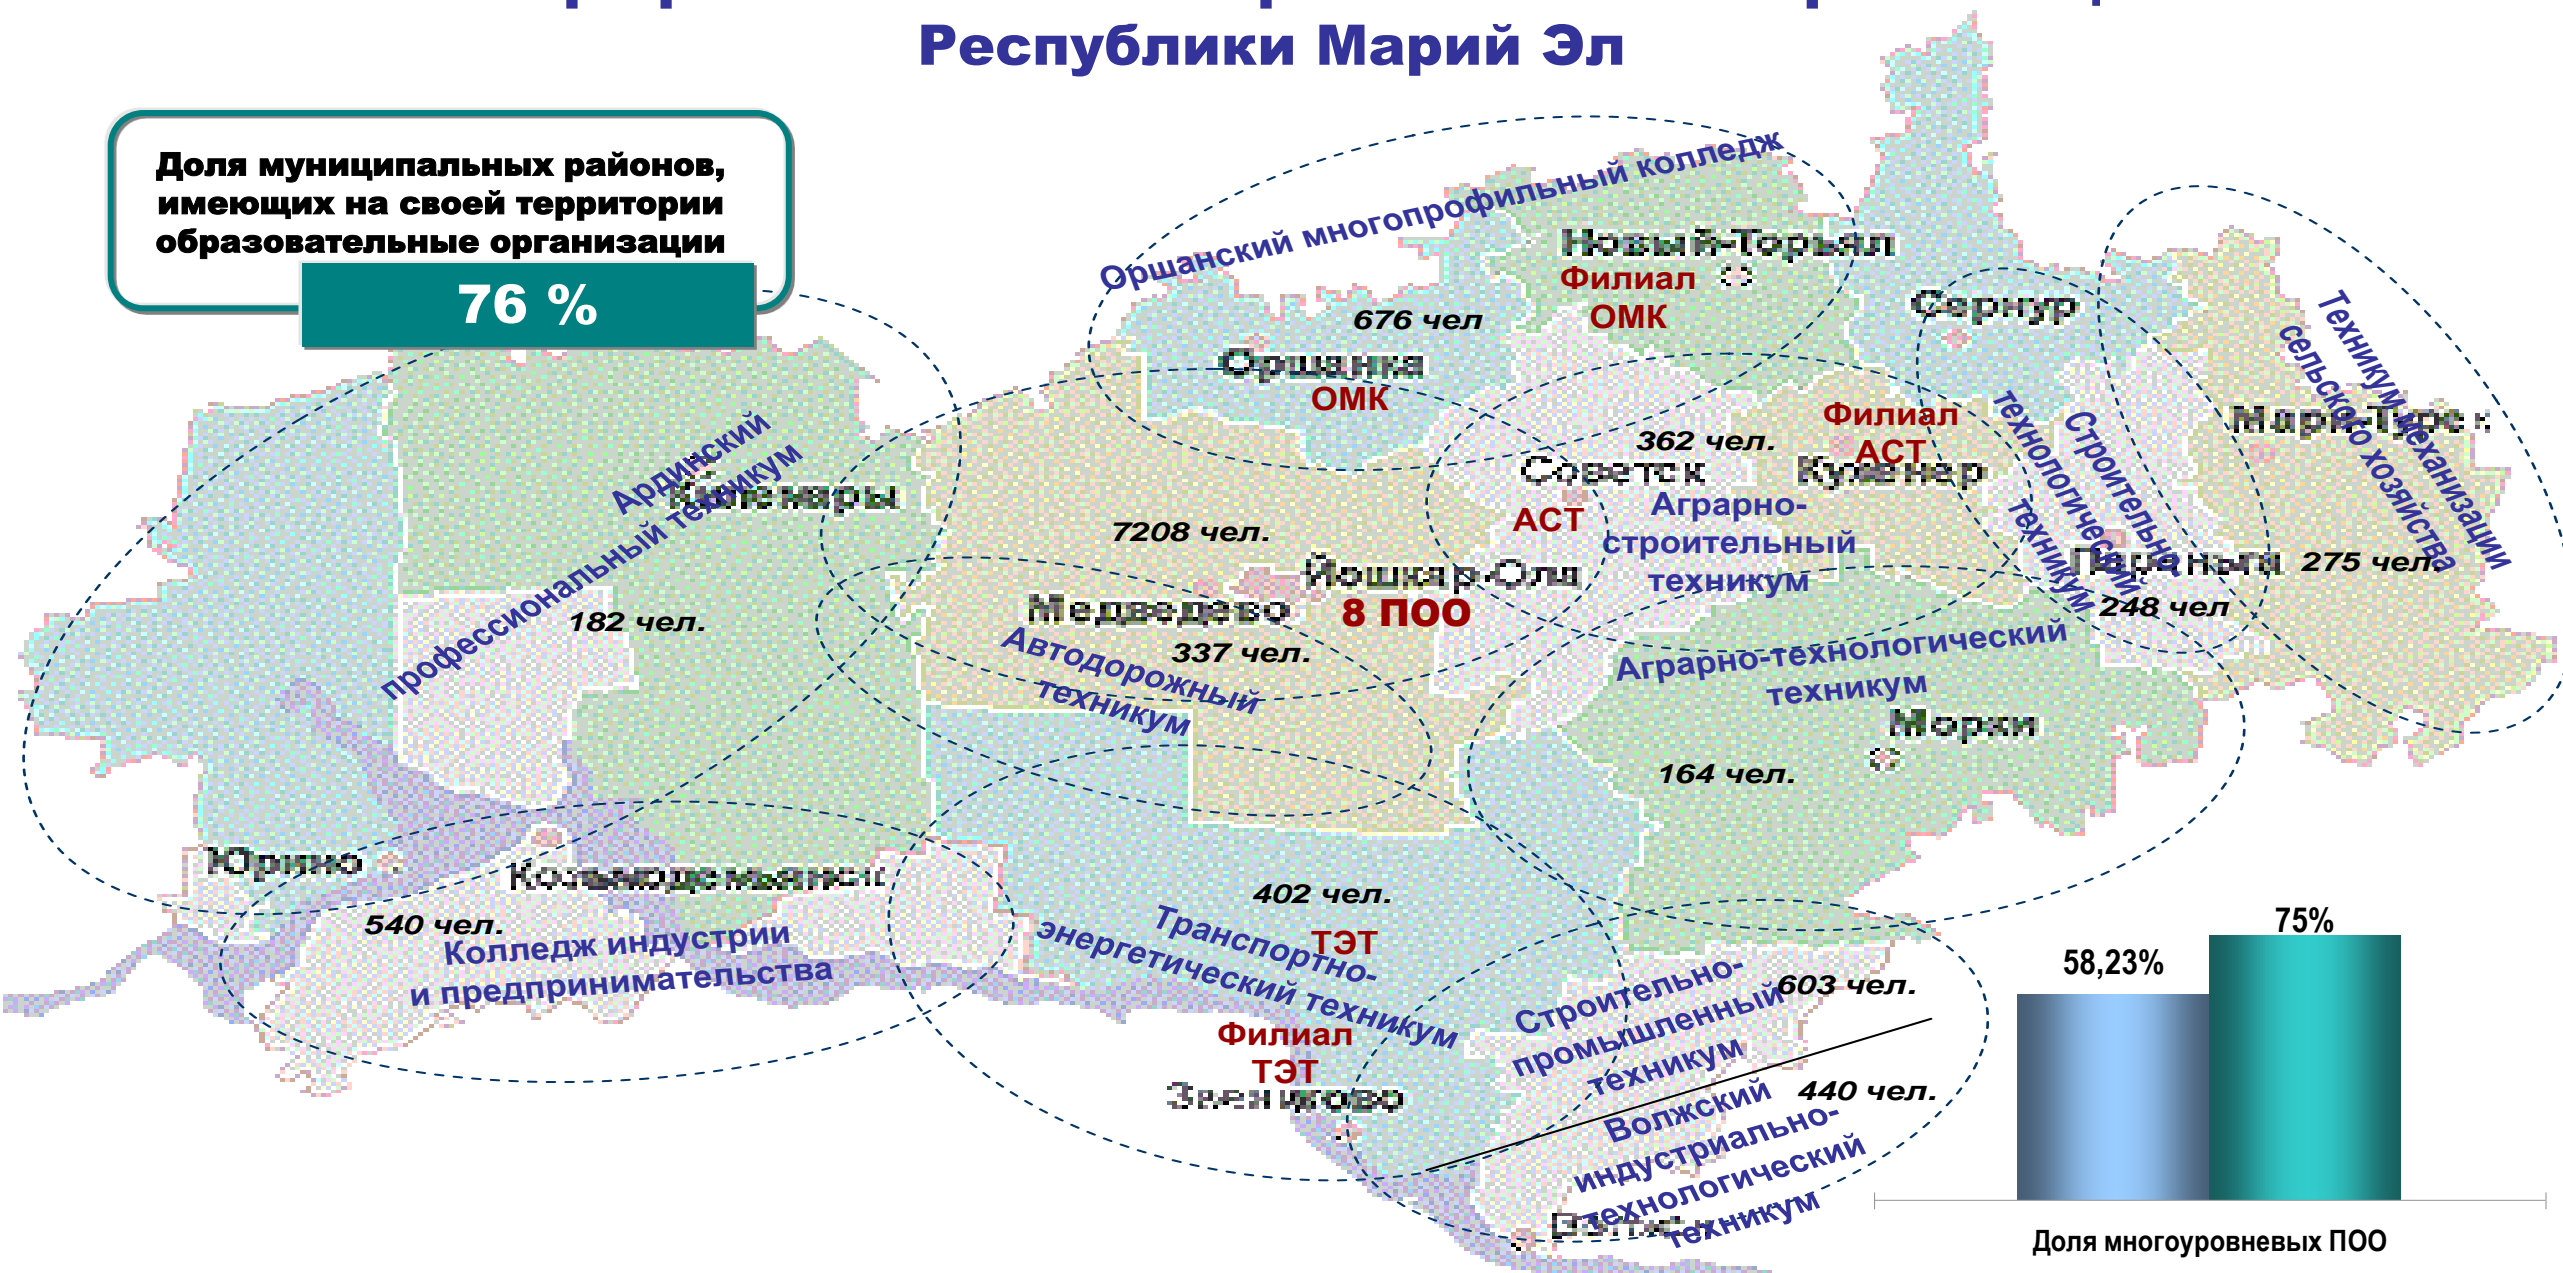 Республики Марий Эл
Доля муниципальных районов,
имеющих на своей территории
образовательные организации
76 %
Оршанский многопрофильный колледж
Новый-Торъял
Филиал
ОМК
676 чел
Оршанка
ОМК
Сернур
Техникум механизации
сельского хозяйства
Мари-Турек
275 чел.
Филиал
АСТ
Куженер
362 чел.
Советск
АСТ
Аграрно-
строительный
техникум
Строительно-
технологический
техникум
Параньга
248 чел
Ардинский
профессиональный техникум
Килемары
182 чел.
7208 чел.
Йошкар-Ола
8 ПОО
Медведево
337 чел.
Автодорожный
техникум
Аграрно-технологический
техникум
Морки
164 чел.
Юрино
Козьмодемьянск
540 чел.
Колледж индустрии
и предпринимательства
402 чел.
Транспортно-
энергетический техникум
ТЭТ
Филиал
ТЭТ
Звенигово
Строительно-
промышленный
техникум
603 чел.
440 чел.
Волжский
индустриально-
технологический
техникум
58,23%
75%
Доля многоуровневых ПОО